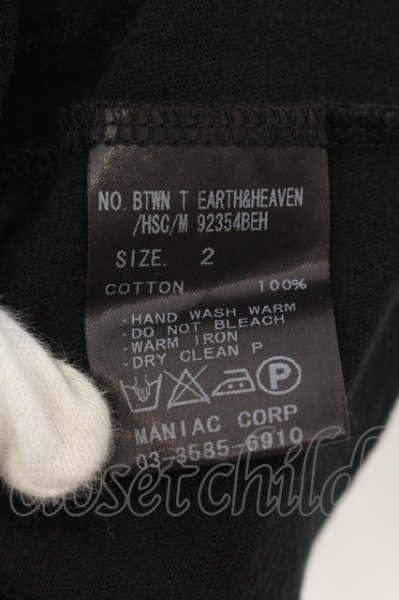 NO. BTWN T EARTH&HEAVEN
/HSC/M 92354BEH
SIZE. 2
COTTON 100%
·HAND WASH WARM
·DO NOT BLEACH
·WARM IRON
·DRY CLEAN P
P
MANIAC CORP
03-3585-6910
closetchild